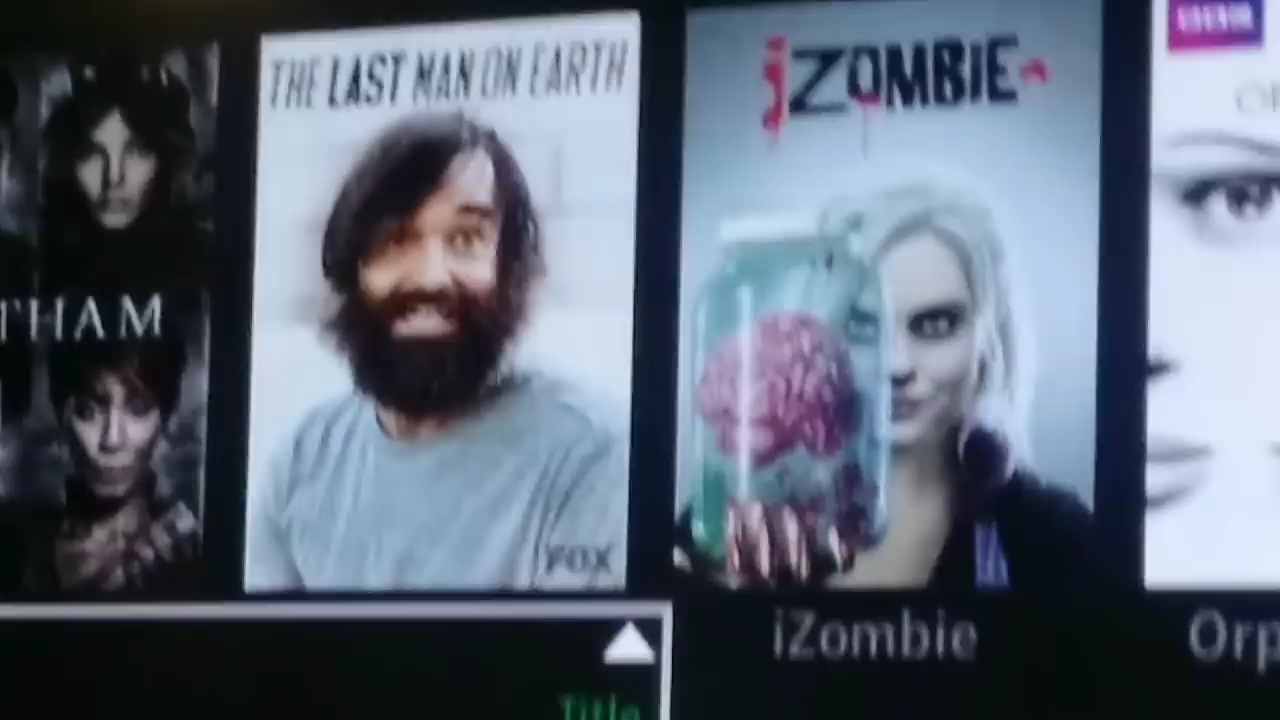 THE LAST MAN ON EARTH
iZOMBiE
THAM
FOX
iZombie
Orp
Title